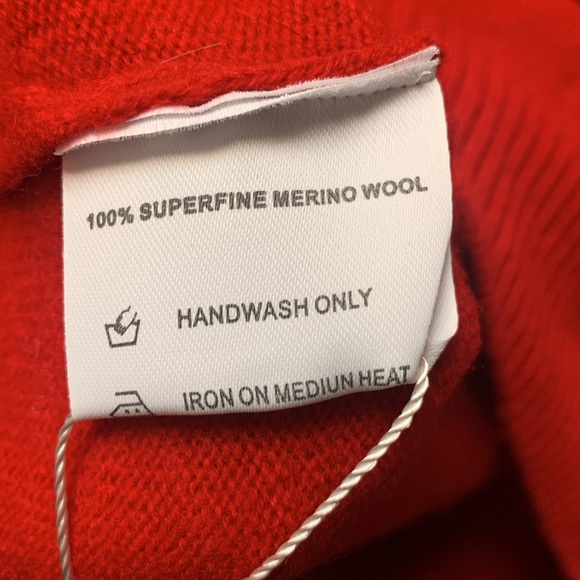 100% SUPERFINE MERINO WOOL
HANDWASH ONLY
IRON ON MEDIUN HEAT